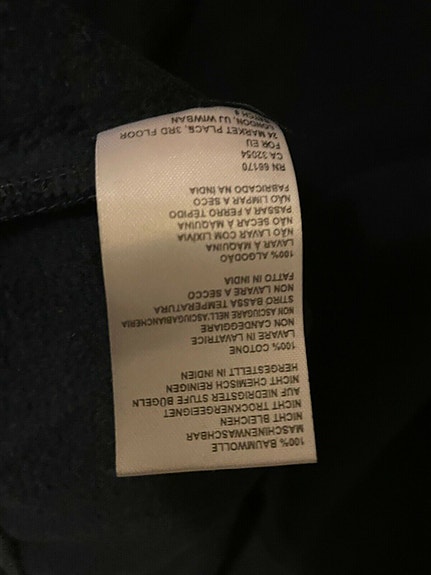 100% BAUMWOLLE
MASCHINENWASCHBAR
NICHT BLEICHEN
NICHT TROCKNERGEEIGNET
AUF NIEDRIGSTER STUFE BÜGELN
NICHT CHEMISCH REINIGEN
HERGESTELLT IN INDIEN
100% COTONE
LAVARE IN LAVATRICE
NON CANDEGGIARE
NON ASCIUGARE NELL'ASCIUGABIANCHERIA
STIRO BASSA TEMPERATURA
NON LAVARE A SECCO
FATTO IN INDIA
100% ALGODÃO
LAVAR À MÁQUINA
NÃO LAVAR COM LIXÍVIA
NÃO SECAR À MÁQUINA
PASSAR A FERRO TÉPIDO
NÃO LIMPAR A SECO
FABRICADO NA ÍNDIA
RN 66170
CA 32054
FOR EU
24 MARKET PLACE, 3RD FLOOR
LONDON, UJ WIWBAN